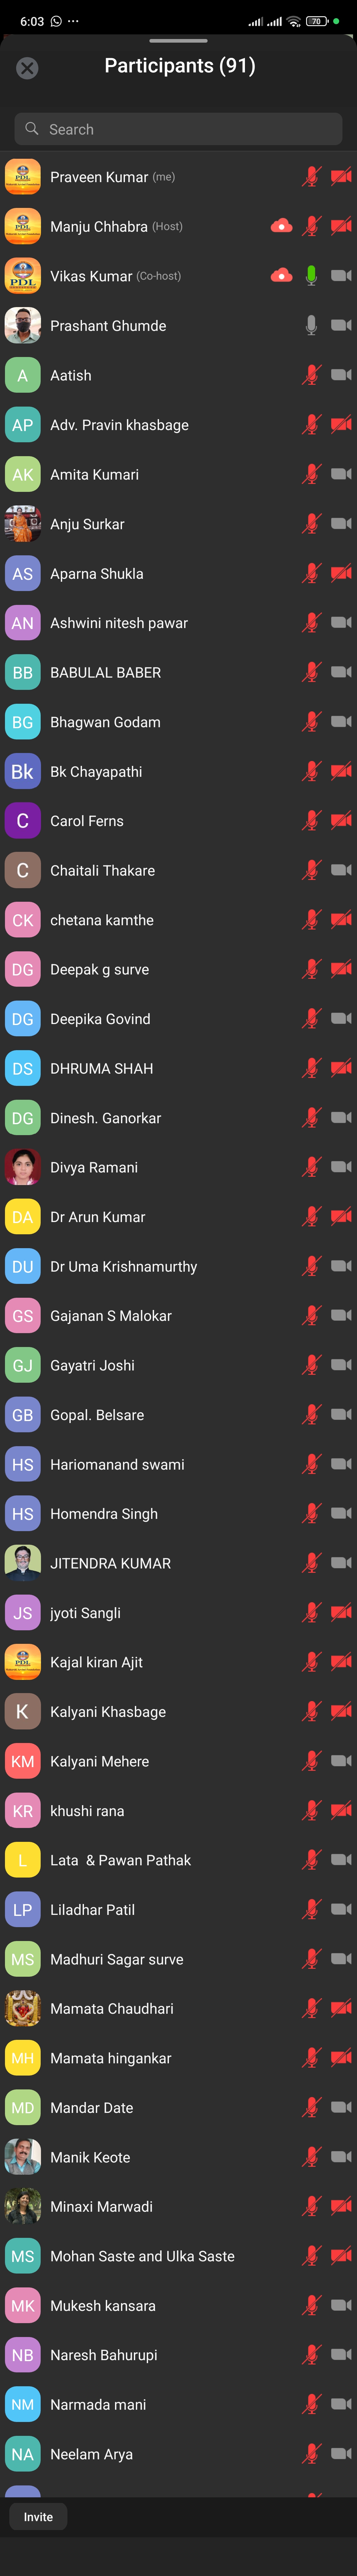 6:03
70
Participants (91)
Search
PDL
Praveen Kumar (me)
PDL
Manju Chhabra (Host)
PDL
Vikas Kumar (Co-host)
Prashant Ghumde
A
Aatish
AP
Adv. Pravin khasbage
AK
Amita Kumari
Anju Surkar
AS
Aparna Shukla
AN
Ashwini nitesh pawar
BB
BABULAL BABER
BG
Bhagwan Godam
Bk
Bk Chayapathi
C
Carol Ferns
C
Chaitali Thakare
CK
chetana kamthe
DG
Deepak g surve
DG
Deepika Govind
DS
DHRUMA SHAH
DG
Dinesh. Ganorkar
Divya Ramani
DA
Dr Arun Kumar
DU
Dr Uma Krishnamurthy
GS
Gajanan S Malokar
GJ
Gayatri Joshi
GB
Gopal. Belsare
HS
Hariomanand swami
HS
Homendra Singh
JITENDRA KUMAR
JS
jyoti Sangli
PDL
Kajal kiran Ajit
K
Kalyani Khasbage
KM
Kalyani Mehere
KR
khushi rana
L
Lata & Pawan Pathak
LP
Liladhar Patil
MS
Madhuri Sagar surve
Mamata Chaudhari
MH
Mamata hingankar
MD
Mandar Date
Manik Keote
Minaxi Marwadi
MS
Mohan Saste and Ulka Saste
MK
Mukesh kansara
NB
Naresh Bahurupi
NM
Narmada mani
NA
Neelam Arya
Invite